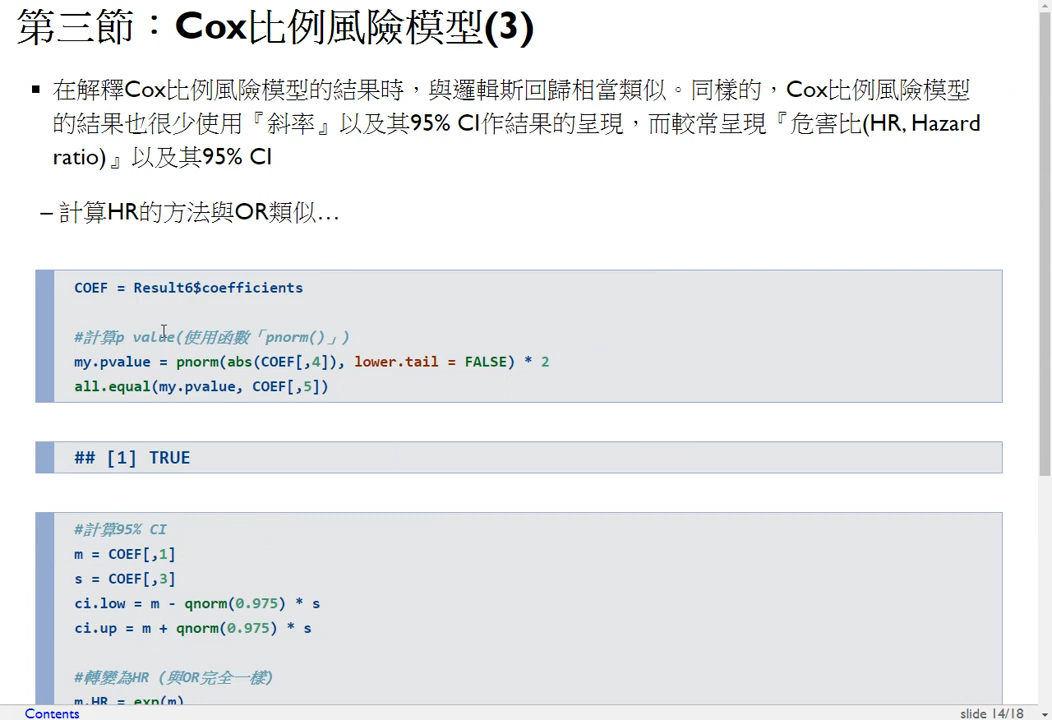 第三節：Cox比例風險模型(3)
在解釋Cox比例風險模型的結果時，與邏輯斯回歸相當類似。同樣的，Cox比例風險模型
的結果也很少使用『斜率』以及其95% CI作結果的呈現，而較常呈現『危害比(HR, Hazard
ratio)』以及其95% CI
– 計算HR的方法與OR類似…
COEF = Result6$coefficients
#計算p value(使用函數「pnorm()」)
my.pvalue = pnorm(abs(COEF[,4]), lower.tail = FALSE) * 2
all.equal(my.pvalue, COEF[,5])
## [1] TRUE
#計算95% CI
m = COEF[,1]
s = COEF[,3]
ci.low = m - qnorm(0.975) * s
ci.up = m + qnorm(0.975) * s
#轉變為HR (與OR完全一樣)
m.HR = exp(m)
Contents
slide 14/18